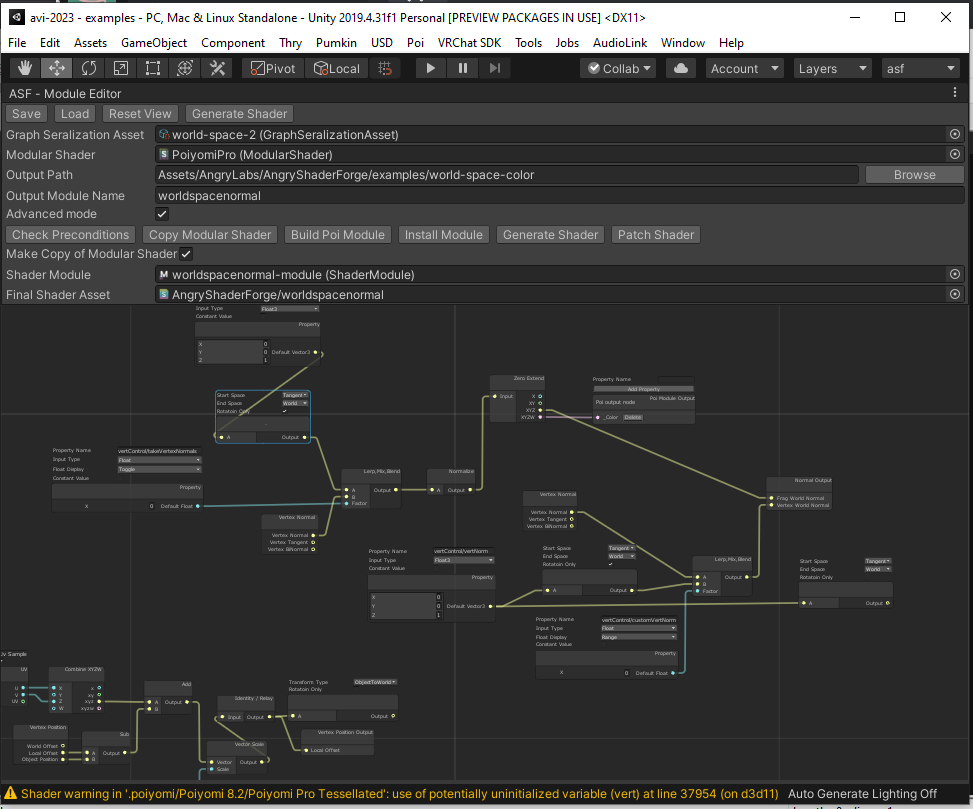 avi-2023 - examples - PC, Mac & Linux Standalone - Unity 2019.4.31f1 Personal [PREVIEW PACKAGES IN USE] <DX11>
File Edit Assets GameObject Component Thry Pumkin USD Poi VRChat SDK Tools Jobs AudioLink Window Help
Pivot Local Collab Account Layers asf
ASF - Module Editor
Save Load Reset View Generate Shader
Graph Seralization Asset world-space-2 (GraphSeralizationAsset)
Modular Shader PoiyomiPro (ModularShader)
Output Path Assets/AngryLabs/AngryShaderForge/examples/world-space-color Browse
Output Module Name worldspacenormal
Advanced mode
Check Preconditions Copy Modular Shader Build Poi Module Install Module Generate Shader Patch Shader
Make Copy of Modular Shader
Shader Module worldspacenormal-module (ShaderModule)
Final Shader Asset AngryShaderForge/worldspacenormal
Input Type Float3
Constant Value
Property
X 0
Y 0 Default Vector3
Z 1
Start Space Tangent
End Space World
Rotatoin Only
A Output
Zero Extend
Input X
XY
XYZ
XYZW
Property Name
Add Property
Poi output node Poi Module Output
_Color Delete
Property Name vertControl/takeVertexNormals
Input Type Float
Float Display Toggle
Constant Value
Property
X 0 Default Float
Lerp,Mix,Blend
A Output
B
Factor
Normalize
A Output
Vertex Normal
Vertex Normal
Vertex Tangent
Vertex BiNormal
Vertex Normal
Vertex Normal
Vertex Tangent
Vertex BiNormal
Normal Output
Frag World Normal
Vertex World Normal
Property Name vertControl/vertNorm
Input Type Float3
Constant Value
Property
X 0
Y 0 Default Vector3
Z 1
Start Space Tangent
End Space World
Rotatoin Only
A Output
Lerp,Mix,Blend
A Output
B
Factor
Start Space Tangent
End Space World
Rotatoin Only
A Output
Property Name vertControl/customVertNorm
Input Type Float
Float Display Range
Constant Value
Property
X 0 Default Float
Uv Sample
UV
U
V
UV
Combine XYZW
X x
Y xy
Z xyz
W xyzw
Add
A Output
B
Vertex Position
World Offset
Local Offset
Object Position
Sub
A Output
B
Identity / Relay
Input Output
Transform Type ObjectToWorld
Rotatoin Only
A Output
Vertex Position Output
Local Offset
Vector Scale
Vector Output
Scale
Shader warning in '.poiyomi/Poiyomi 8.2/Poiyomi Pro Tessellated': use of potentially uninitialized variable (vert) at line 37954 (on d3d11) Auto Generate Lighting Off